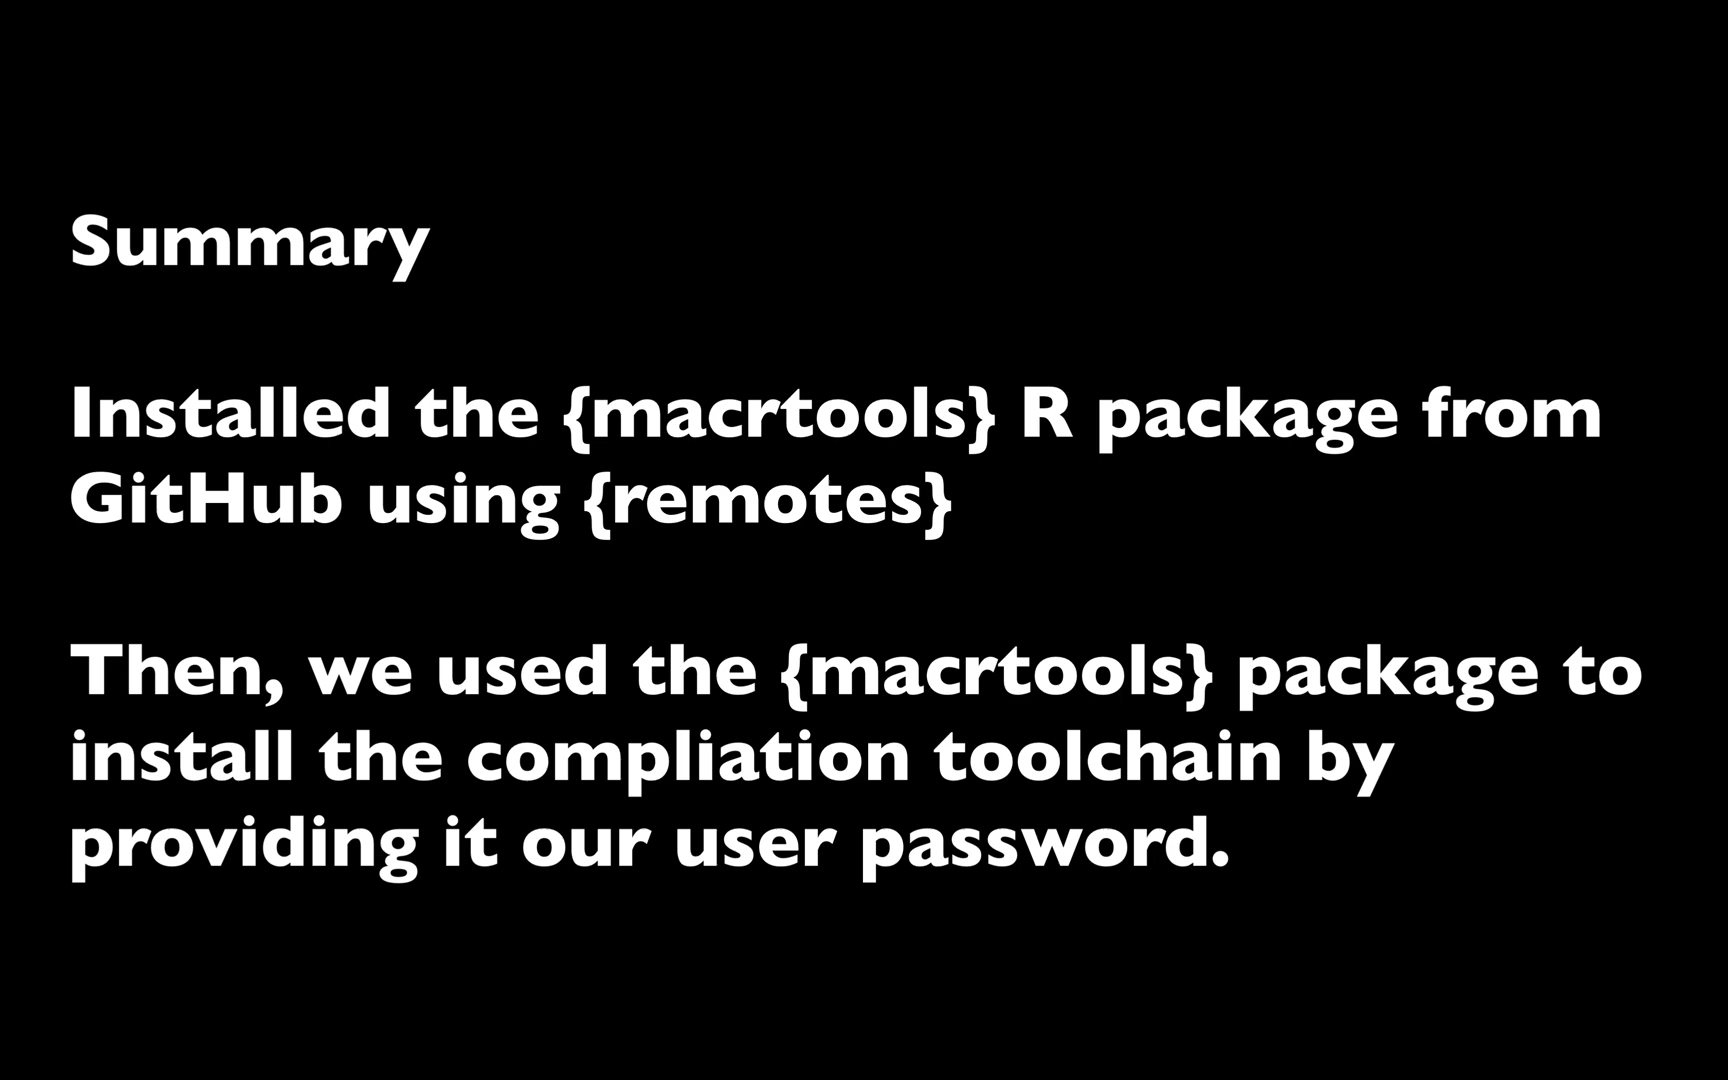 Summary
Installed the {macrtools} R package from
GitHub using {remotes}
Then, we used the {macrtools} package to
install the compliation toolchain by
providing it our user password.